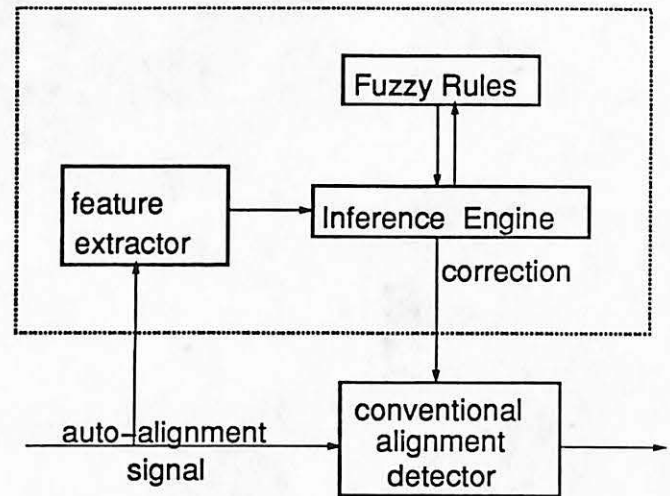 Fuzzy Rules
feature
extractor
Inference Engine
correction
auto-alignment
signal
conventional
alignment
detector